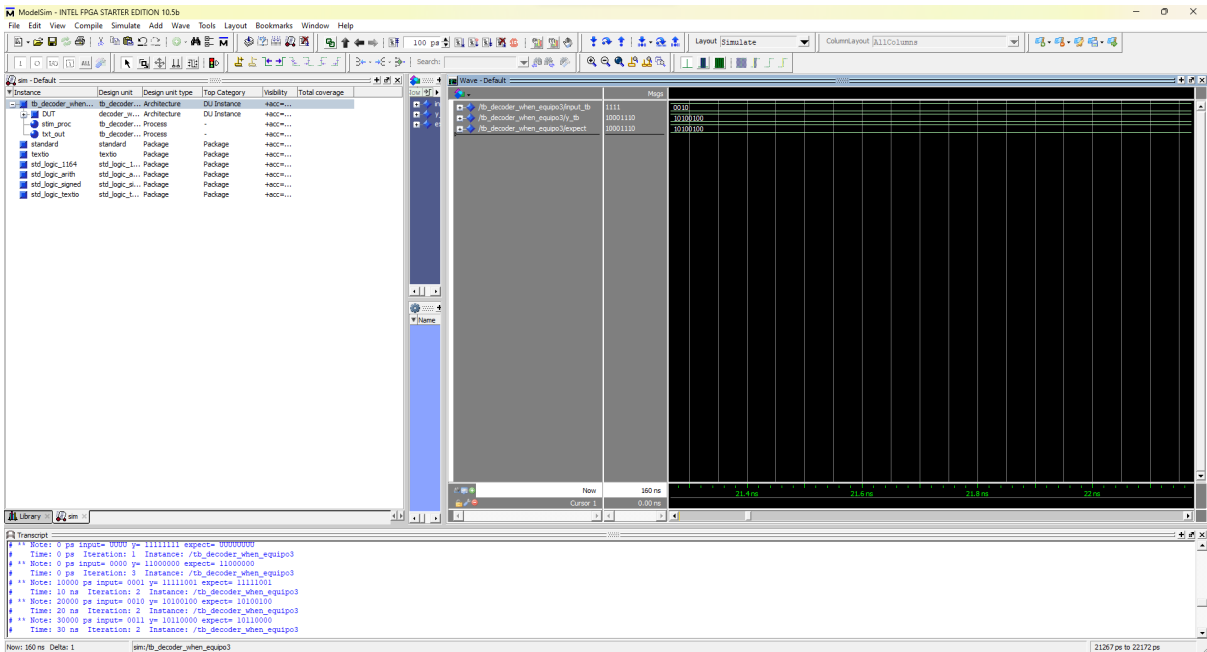 ModelSim - INTEL FPGA STARTER EDITION 10.5b
File Edit View Compile Simulate Add Wave Tools Layout Bookmarks Window Help
100 ps
Layout Simulate
ColumnLayout AllColumns
Search:
sim - Default
Instance Design unit Design unit type Top Category Visibility Total coverage
tb_decoder_when... tb_decoder... Architecture DU Instance +acc=...
DUT decoder_w... Architecture DU Instance +acc=...
stim_proc tb_decoder... Process - +acc=...
txt_out tb_decoder... Process - +acc=...
standard standard Package Package +acc=...
textio textio Package Package +acc=...
std_logic_1164 std_logic_1... Package Package +acc=...
std_logic_arith std_logic_a... Package Package +acc=...
std_logic_signed std_logic_si... Package Package +acc=...
std_logic_textio std_logic_t... Package Package +acc=...
Library sim
Name
Wave - Default
Msgs
/tb_decoder_when_equipo3/input_tb 1111 0010
/tb_decoder_when_equipo3/y_tb 10001110 10100100
/tb_decoder_when_equipo3/expect 10001110 10100100
Now 160 ns
Cursor 1 0.00 ns
21.4 ns 21.6 ns 21.8 ns 22 ns
Transcript
# ** Note: 0 ps input= UUUU y= 11111111 expect= UUUUUUUU
# Time: 0 ps Iteration: 1 Instance: /tb_decoder_when_equipo3
# ** Note: 0 ps input= 0000 y= 11000000 expect= 11000000
# Time: 0 ps Iteration: 3 Instance: /tb_decoder_when_equipo3
# ** Note: 10000 ps input= 0001 y= 11111001 expect= 11111001
# Time: 10 ns Iteration: 2 Instance: /tb_decoder_when_equipo3
# ** Note: 20000 ps input= 0010 y= 10100100 expect= 10100100
# Time: 20 ns Iteration: 2 Instance: /tb_decoder_when_equipo3
# ** Note: 30000 ps input= 0011 y= 10110000 expect= 10110000
# Time: 30 ns Iteration: 2 Instance: /tb_decoder_when_equipo3
Now: 160 ns Delta: 1 sim:/tb_decoder_when_equipo3 21267 ps to 22172 ps